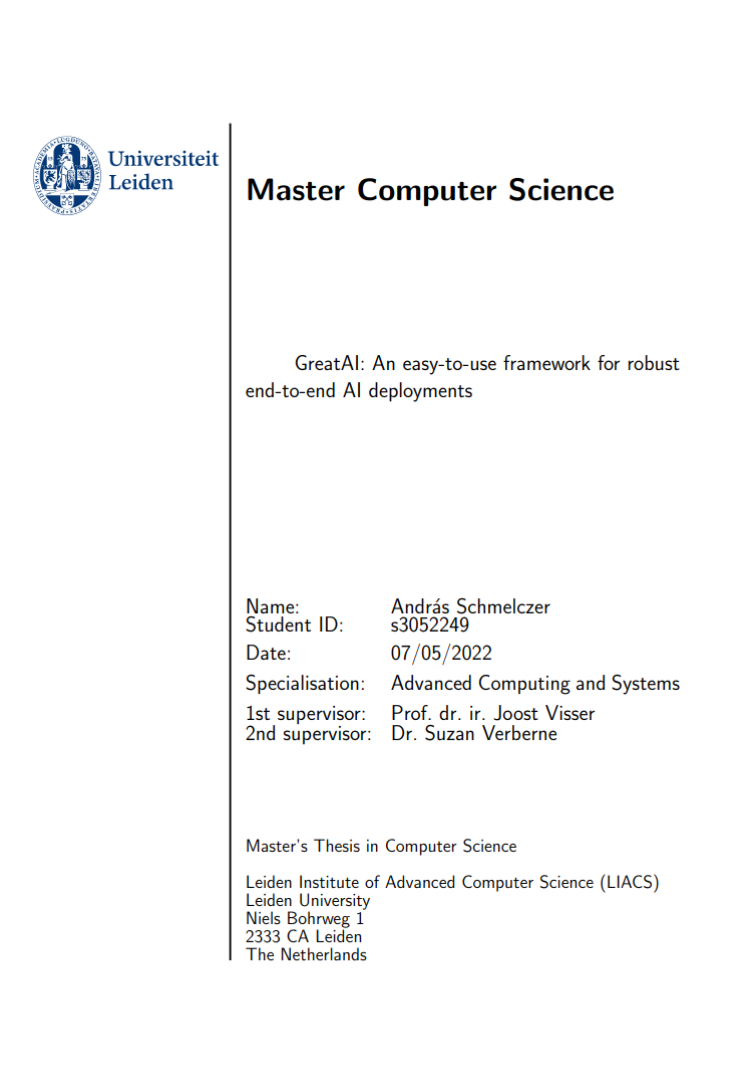 Universiteit
Leiden
Master Computer Science
GreatAI: An easy-to-use framework for robust
end-to-end AI deployments
Name: András Schmelczer
Student ID: s3052249
Date: 07/05/2022
Specialisation: Advanced Computing and Systems
1st supervisor: Prof. dr. ir. Joost Visser
2nd supervisor: Dr. Suzan Verberne
Master's Thesis in Computer Science
Leiden Institute of Advanced Computer Science (LIACS)
Leiden University
Niels Bohrweg 1
2333 CA Leiden
The Netherlands